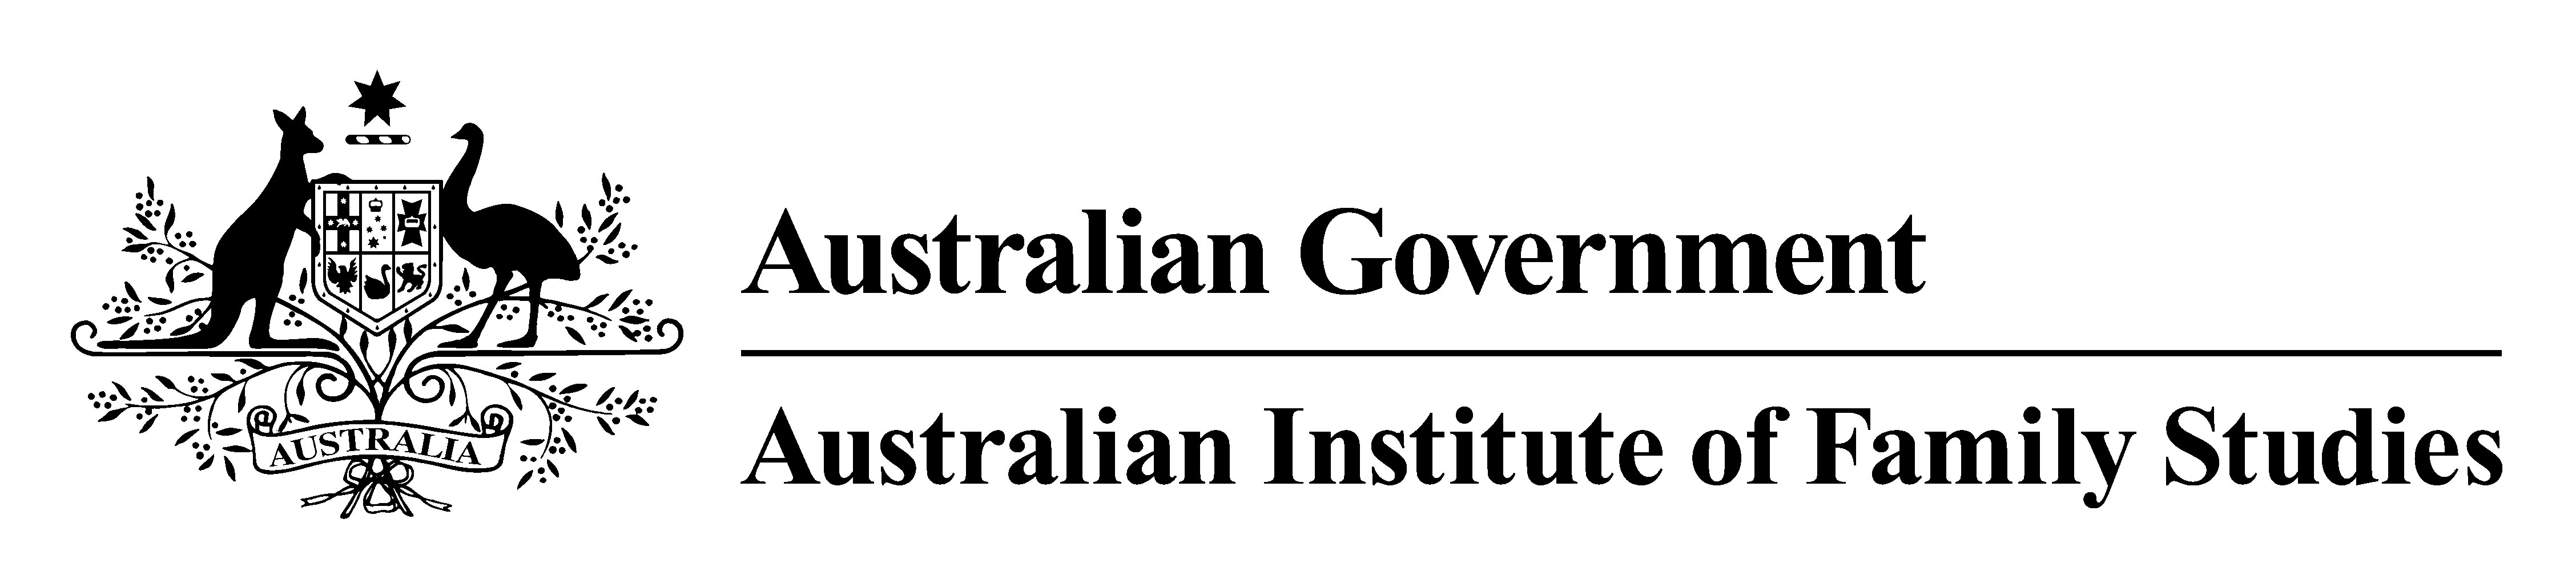 AUSTRALIA
Australian Government
Australian Institute of Family Studies